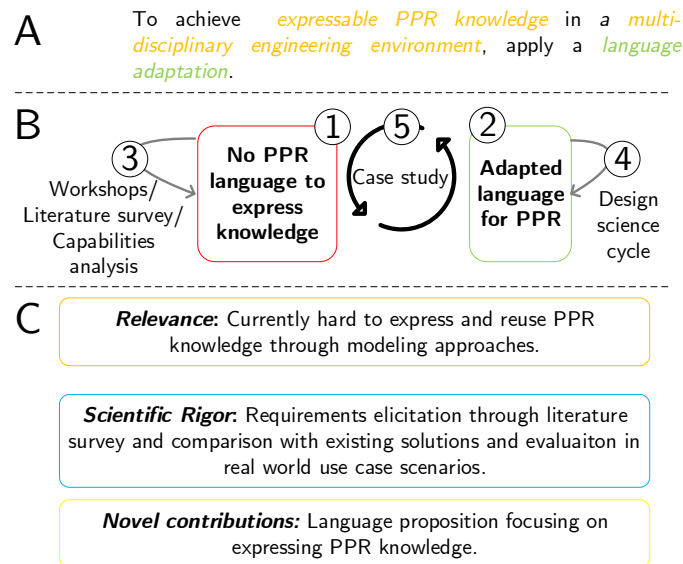 A
To achieve expressable PPR knowledge in a multi-
disciplinary engineering environment, apply a language
adaptation.
B
1
5
2
3
4
No PPR
language to
express
knowledge
Case study
Adapted
language
for PPR
Workshops/
Literature survey/
Capabilities
analysis
Design
science
cycle
C
Relevance: Currently hard to express and reuse PPR
knowledge through modeling approaches.
Scientific Rigor: Requirements elicitation through literature
survey and comparison with existing solutions and evaluaiton in
real world use case scenarios.
Novel contributions: Language proposition focusing on
expressing PPR knowledge.